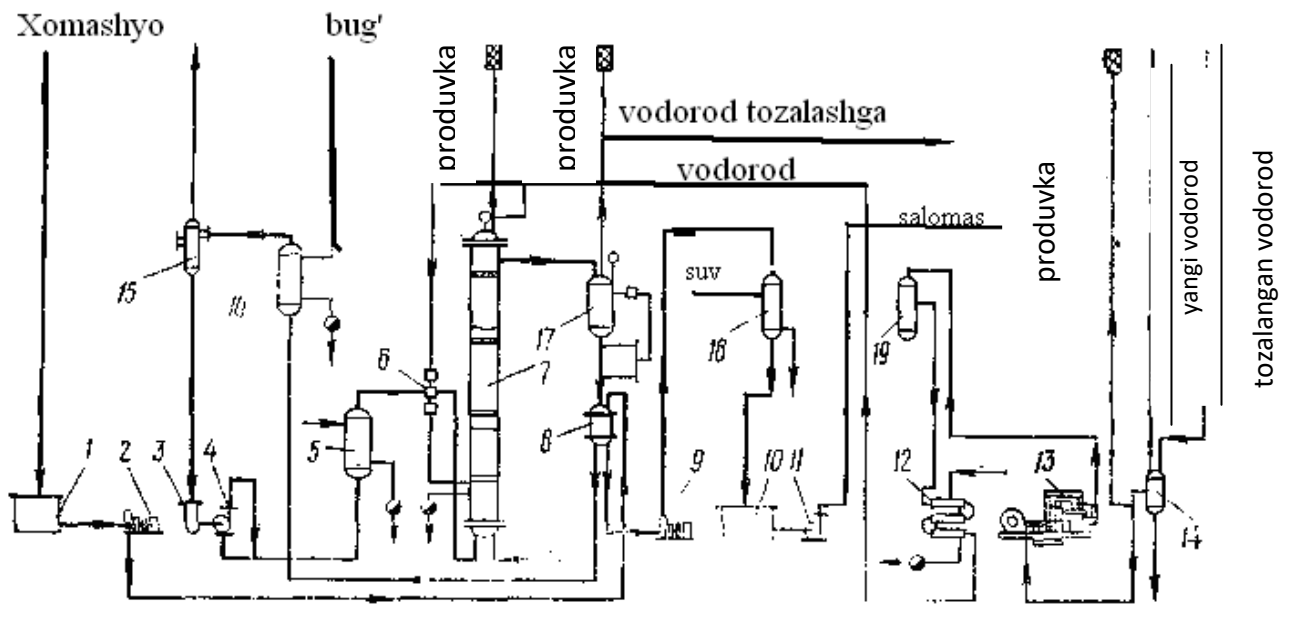 Xomashyo
bug'
produvka
produvka
vodorod tozalashga
vodorod
salomas
suv
produvka
yangi vodorod
tozalangan vodorod
15
16
17
18
19
6
7
5
8
1
2
3
4
9
10
11
12
13
14